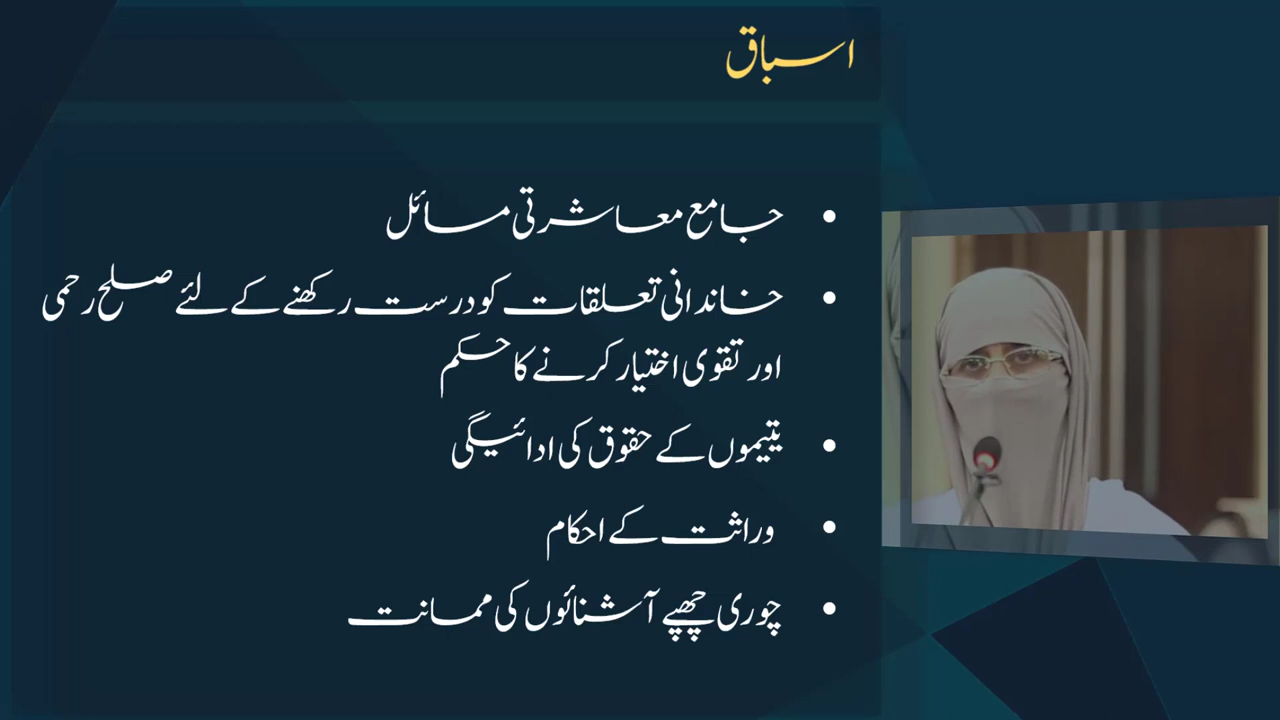 اسباق
• جامع معاشرتی مسائل
• خاندانی تعلقات کو درست رکھنے کے لئے صلح رحمی
اور تقوی اختیار کرنے کا حکم
• یتیموں کے حقوق کی ادائیگی
• وراثت کے احکام
• چوری چھپے آشنائوں کی ممانت